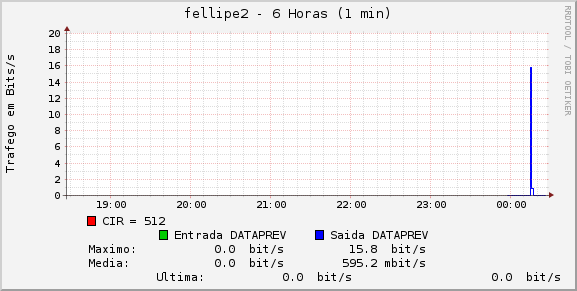 fellipe2 - 6 Horas (1 min)
RRDTOOL / TOBI OETIKER
Trafego em Bits/s
20
18
16
14
12
10
8
6
4
2
0
19:00 20:00 21:00 22:00 23:00 00:00
CIR = 512
Entrada DATAPREV Saida DATAPREV
Maximo: 0.0 bit/s 15.8 bit/s
Media: 0.0 bit/s 595.2 mbit/s
Ultima: 0.0 bit/s 0.0 bit/s